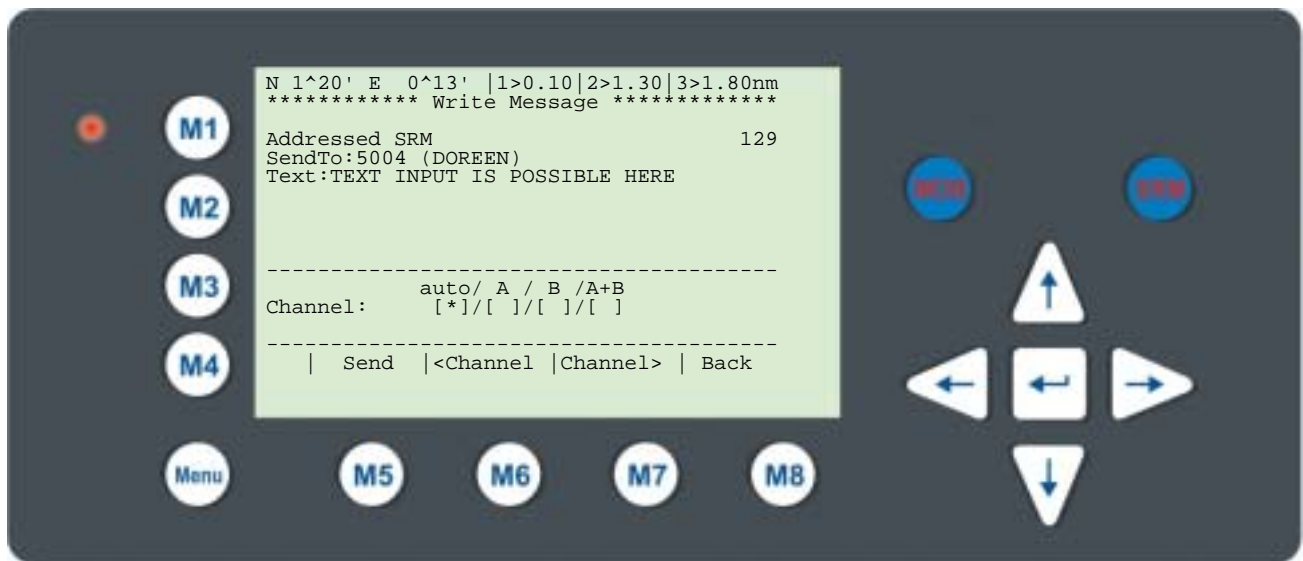 N 1^20' E  0^13' |1>0.10|2>1.30|3>1.80nm
************ Write Message *************
Addressed SRM                        129
SendTo:5004 (DOREEN)
Text:TEXT INPUT IS POSSIBLE HERE
----------------------------------------
auto/ A / B /A+B
Channel:     [*]/[ ]/[ ]/[ ]
----------------------------------------
|  Send  |<Channel |Channel> | Back
M1
M2
M3
M4
Menu
M5
M6
M7
M8
SRM